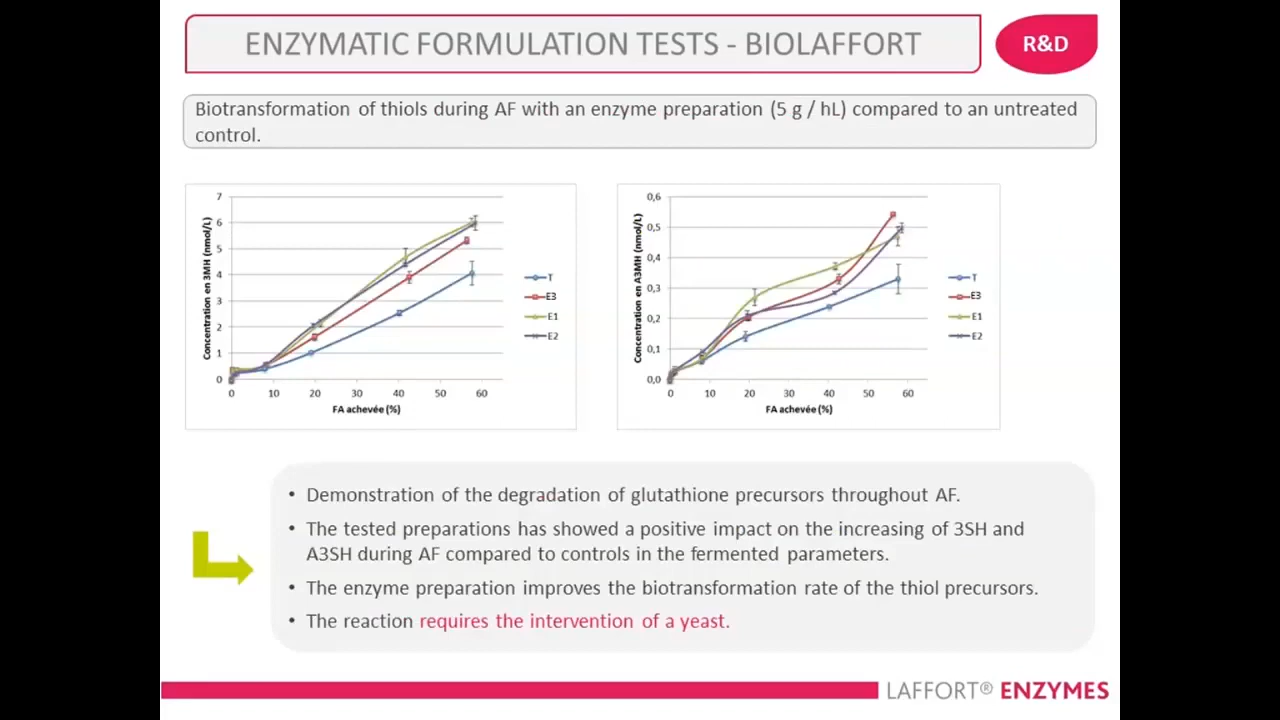 ENZYMATIC FORMULATION TESTS - BIOLAFFORT
R&D
Biotransformation of thiols during AF with an enzyme preparation (5 g / hL) compared to an untreated
control.
Concentration en 3MH (nmol/L)
7
6
5
4
3
2
1
0
0 10 20 30 40 50 60
FA achevée (%)
T
E3
E1
E2
Concentration en A3MH (nmol/L)
0,6
0,5
0,4
0,3
0,2
0,1
0,0
0 10 20 30 40 50 60
FA achevée (%)
T
E3
E1
E2
• Demonstration of the degradation of glutathione precursors throughout AF.
• The tested preparations has showed a positive impact on the increasing of 3SH and
A3SH during AF compared to controls in the fermented parameters.
• The enzyme preparation improves the biotransformation rate of the thiol precursors.
• The reaction requires the intervention of a yeast.
LAFFORT® ENZYMES